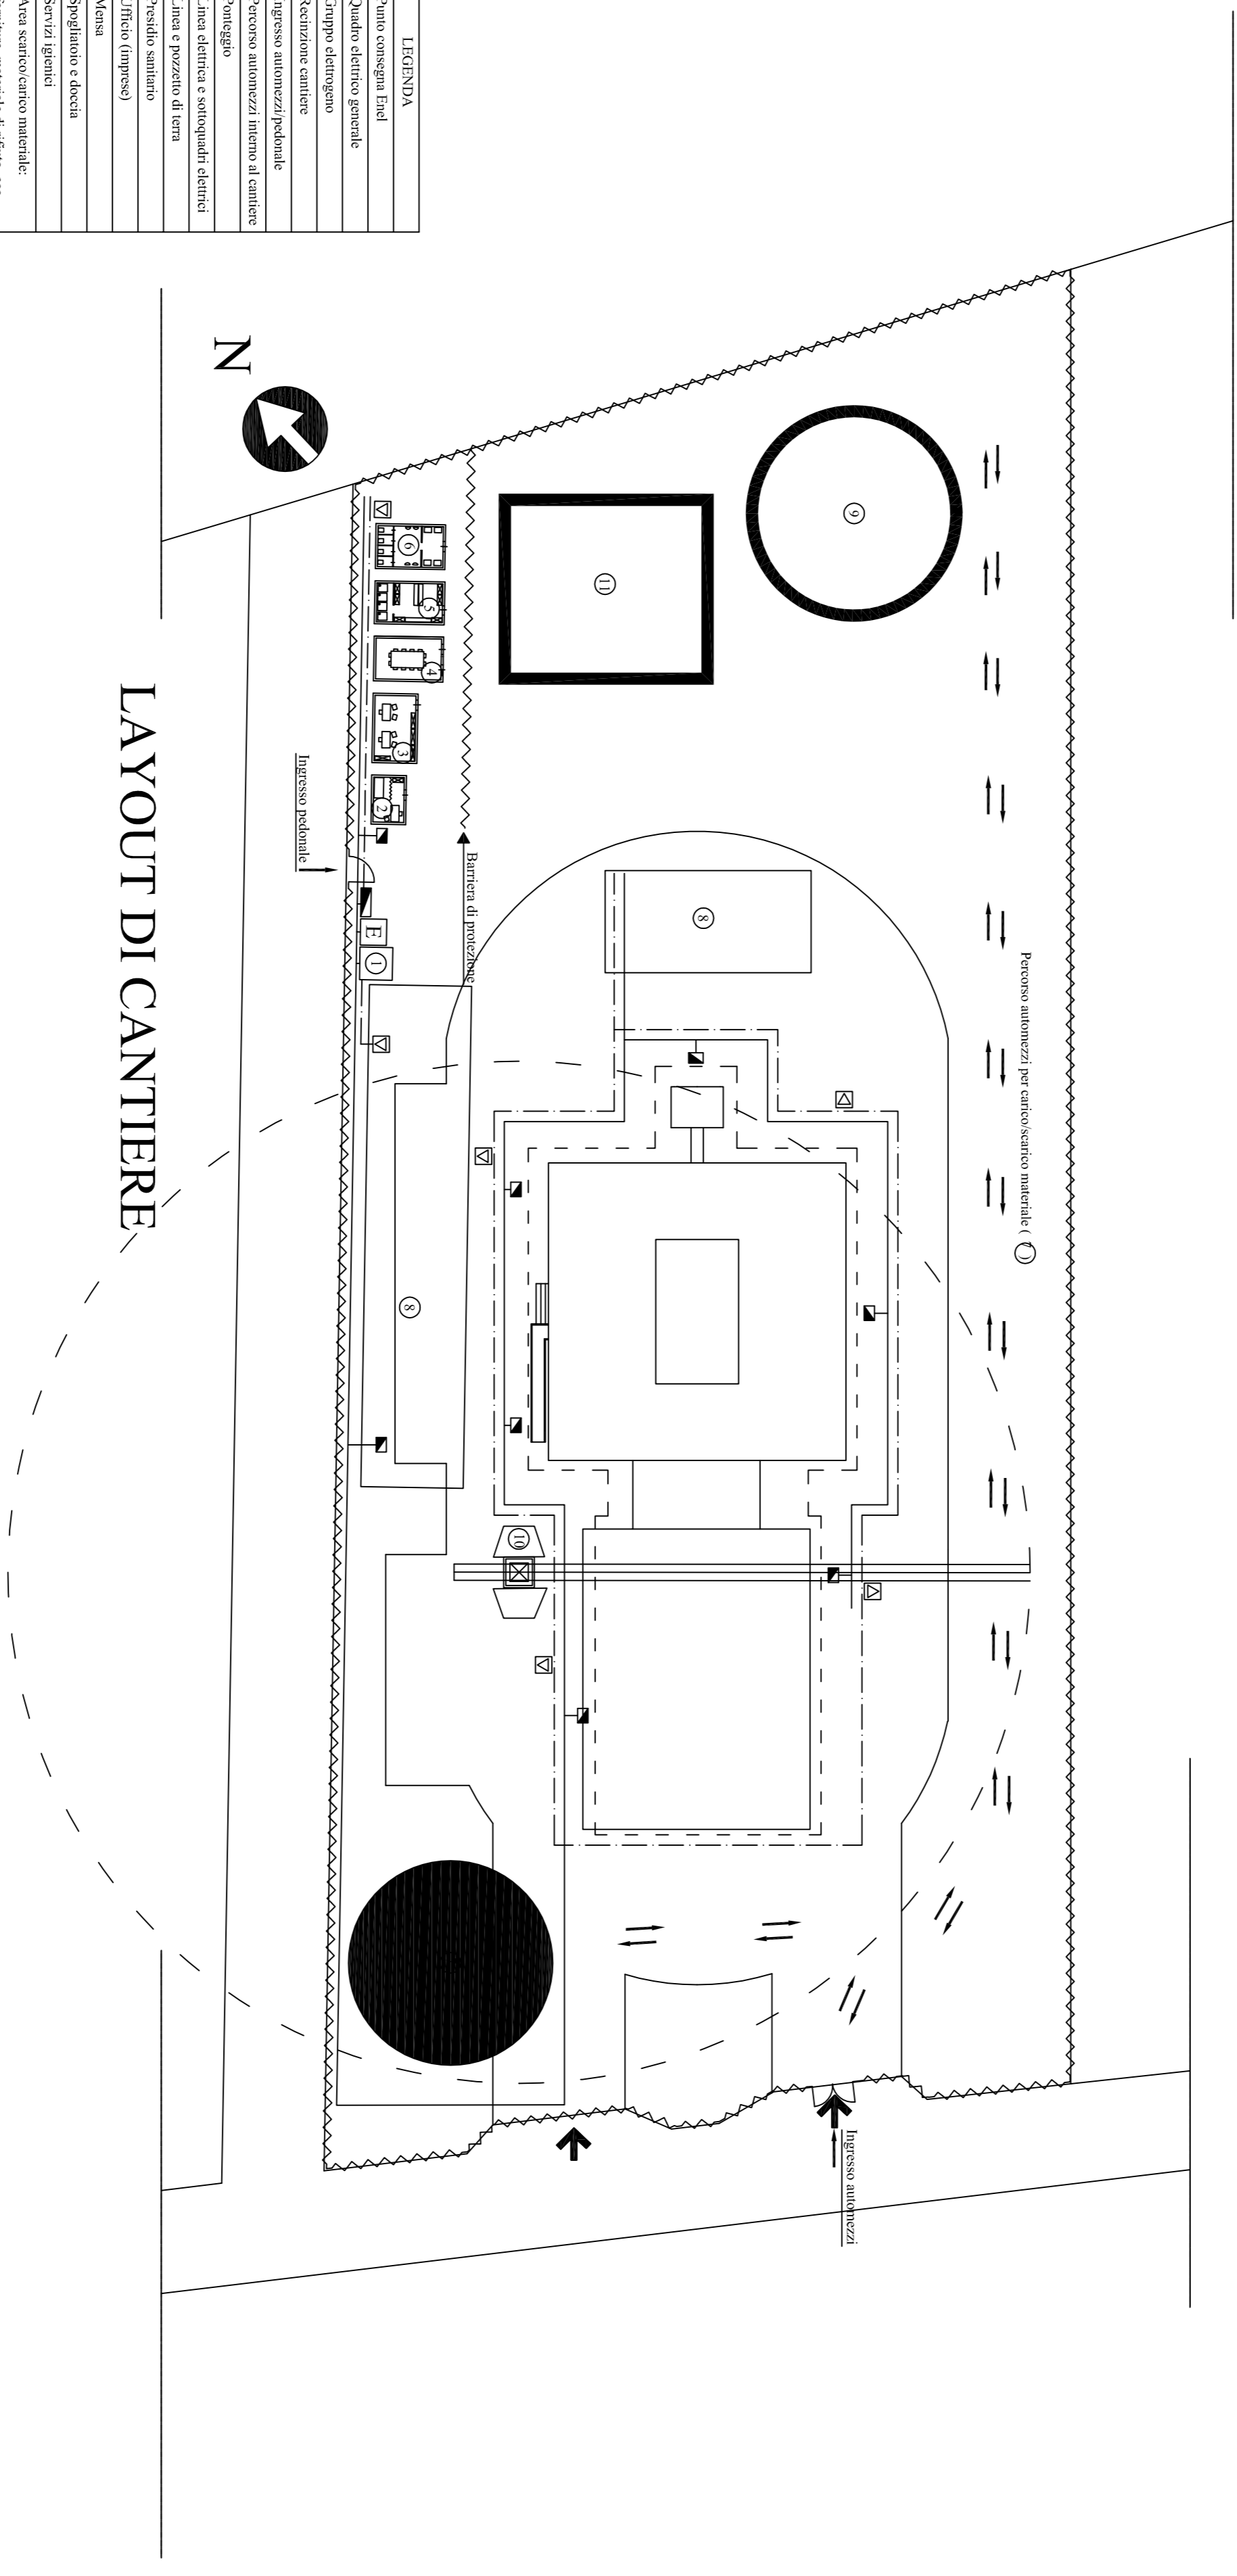 LEGENDA
Punto consegna Enel
Quadro elettrico generale
Gruppo elettrogeno
Recinzione cantiere
Ingresso automezzi/pedonale
Percorso automezzi interno al cantiere
Ponteggio
Linea elettrica e sottoquadri elettrici
Linea e pozzetto di terra
Presidio sanitario
Ufficio (imprese)
Mensa
Spogliatoio e doccia
Servizi igienici
Area scarico/carico materiale:
Percorso automezzi per carico/scarico materiale ( 7 )
9
11
8
Barriera di protezione
6
5
4
3
2
E
1
8
10
Ingresso pedonale
Ingresso automezzi
N
LAYOUT DI CANTIERE